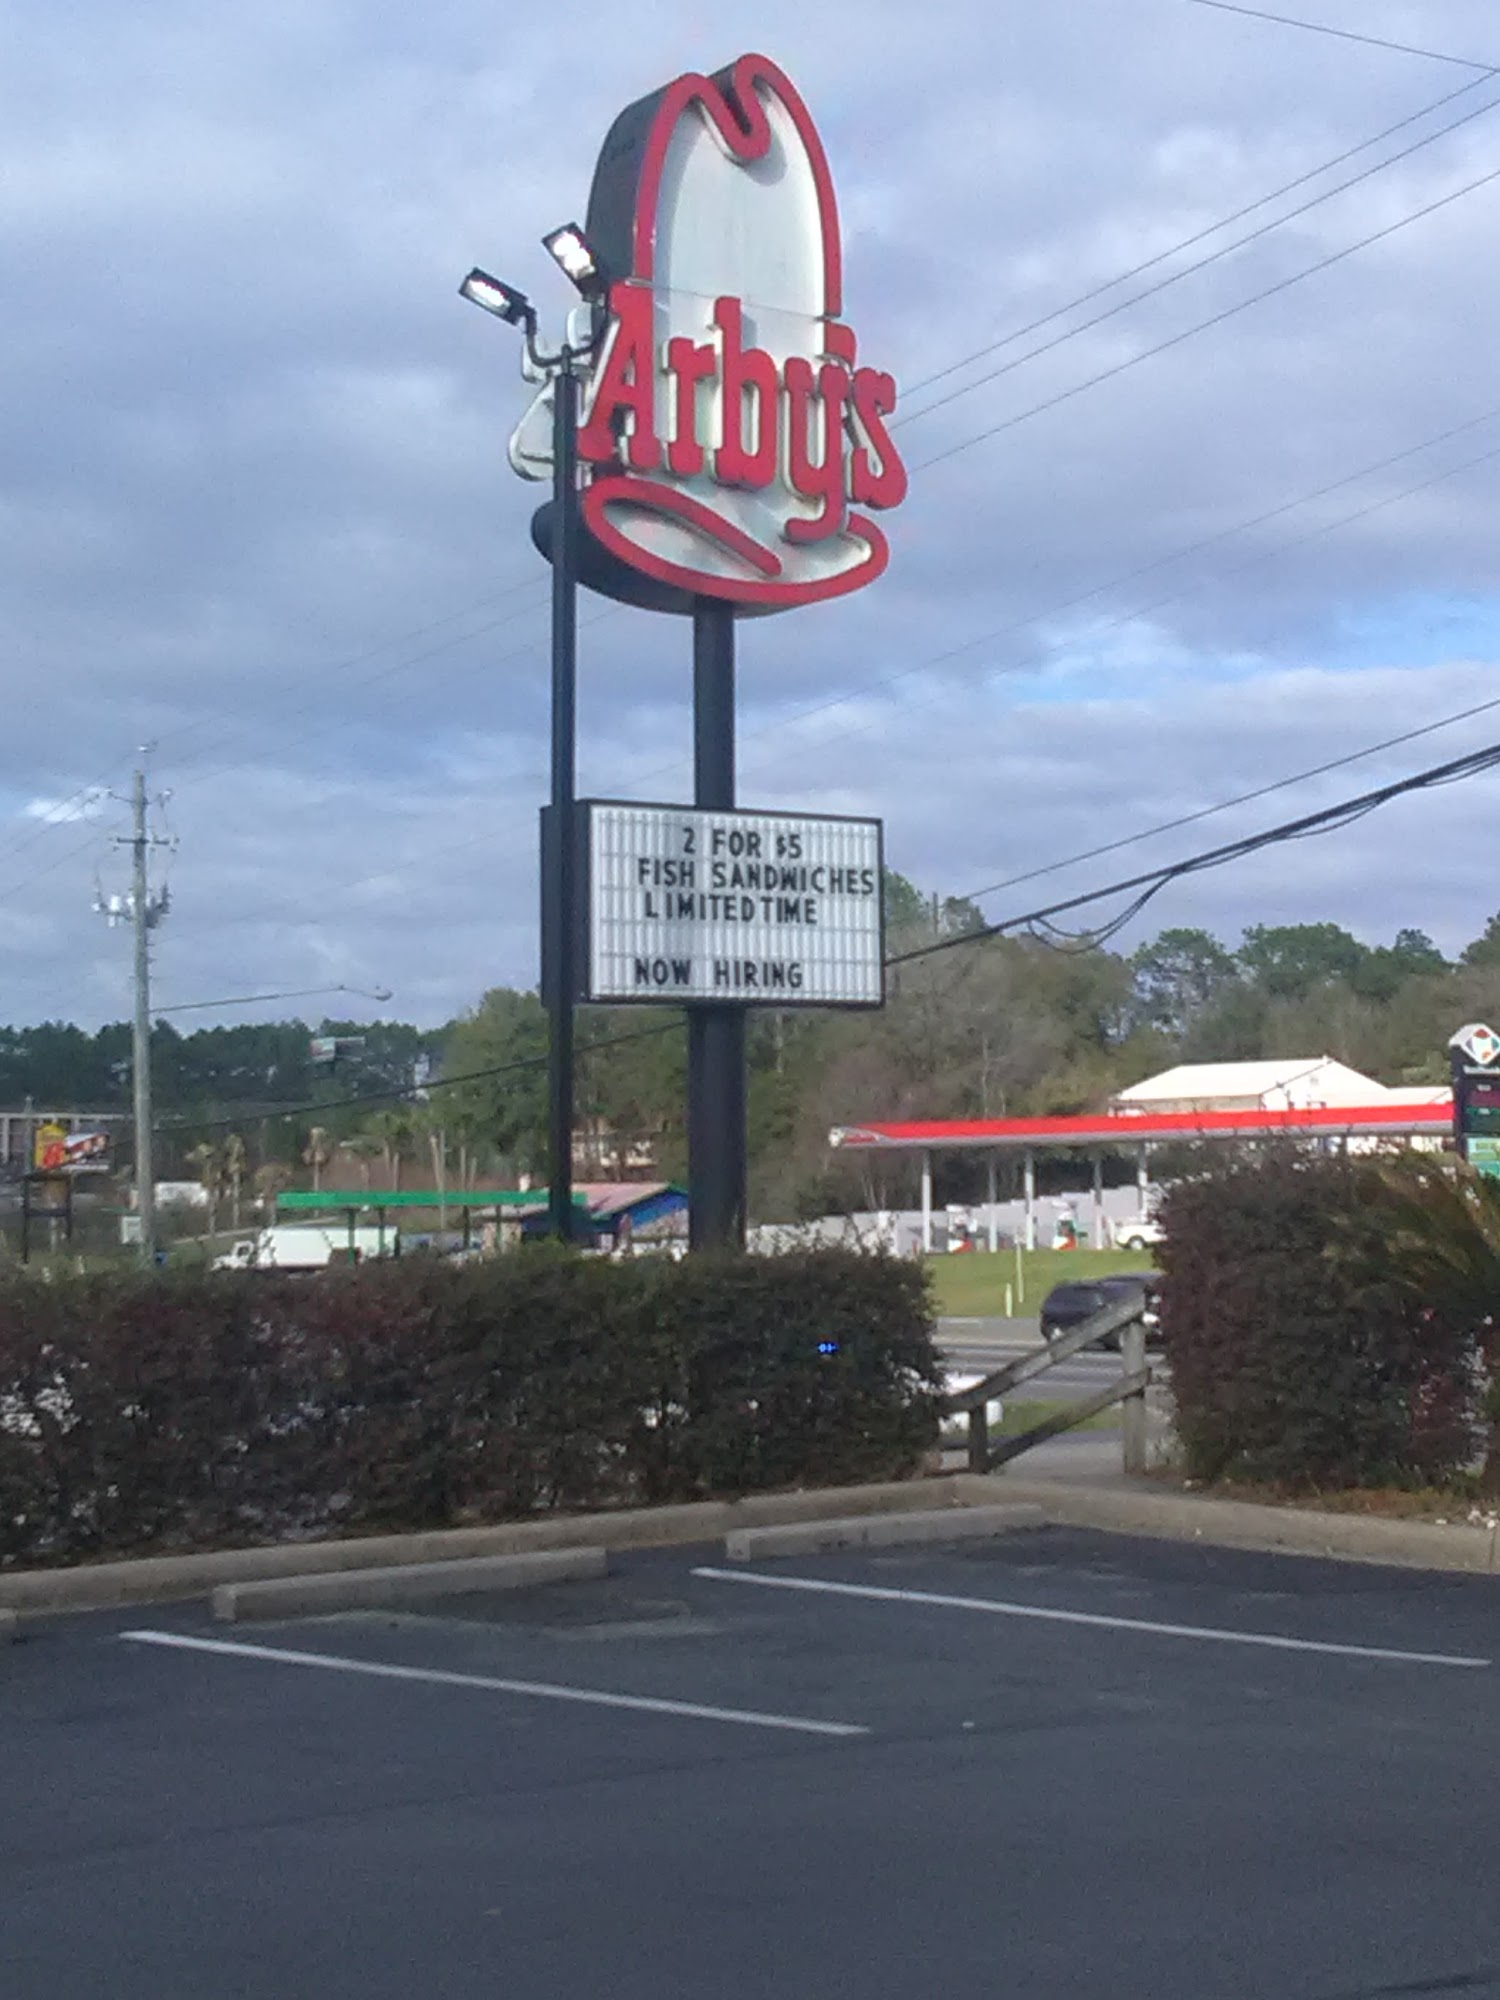 Arby's
2 FOR $5
FISH SANDWICHES
LIMITED TIME
NOW HIRING